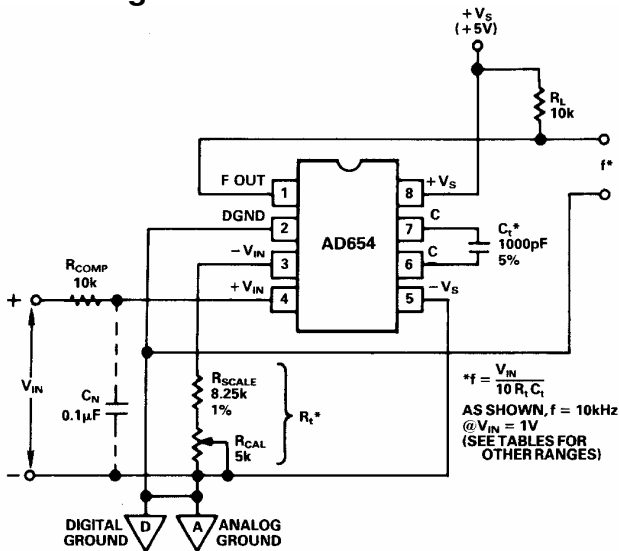 +VS
(+5V)
RL
10k
f*
F OUT
1
8
+VS
DGND
2
7
C
Ct*
1000pF
5%
AD654
−VIN
3
6
C
RCOMP
10k
+VIN
4
5
−VS
+
VIN
CN
0.1μF
RSCALE
8.25k
1%
Rt*
RCAL
5k
*f = VIN
10 Rt Ct
AS SHOWN, f = 10kHz
@VIN = 1V
(SEE TABLES FOR
OTHER RANGES)
−
DIGITAL
GROUND
D
A
ANALOG
GROUND